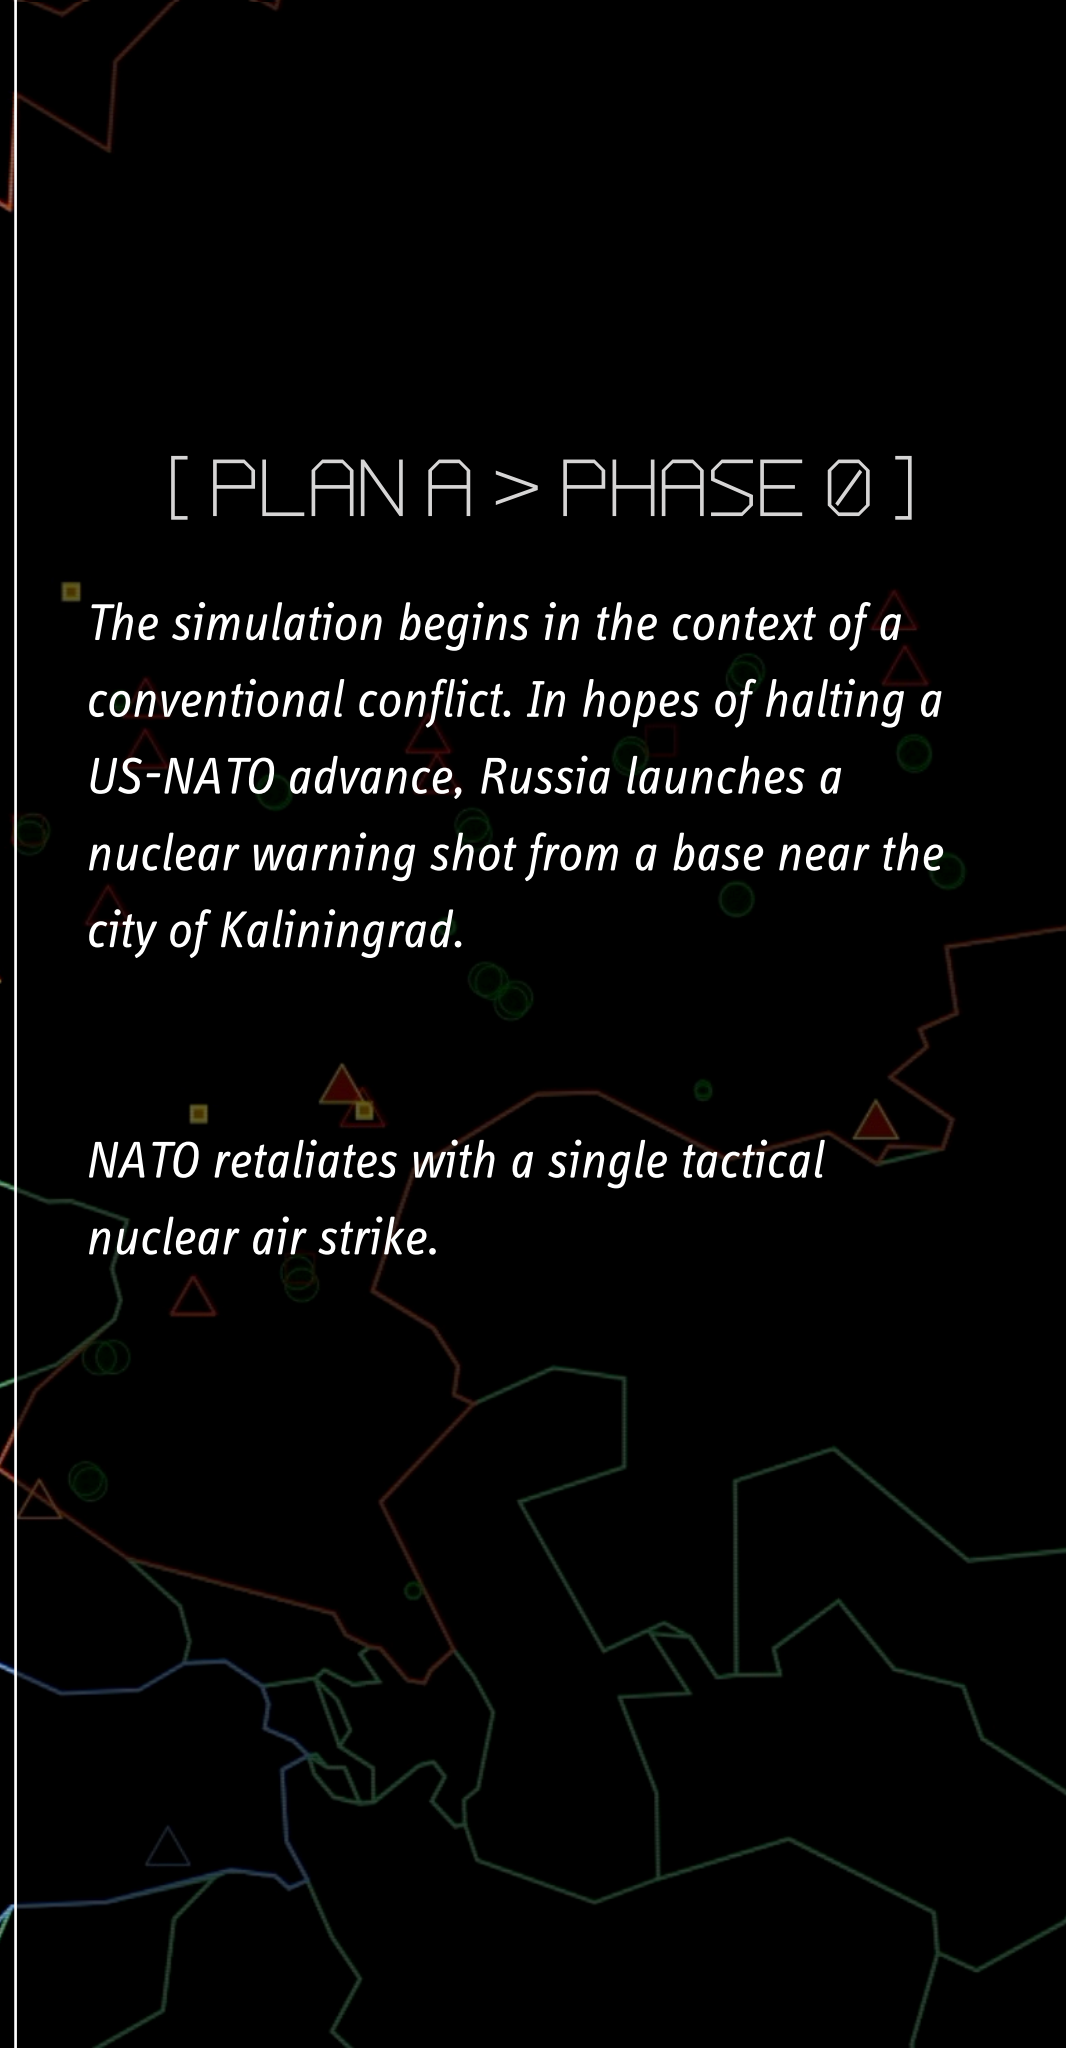 [ PLAN A > PHASE 0 ]
The simulation begins in the context of a
conventional conflict. In hopes of halting a
US-NATO advance, Russia launches a
nuclear warning shot from a base near the
city of Kaliningrad.
NATO retaliates with a single tactical
nuclear air strike.